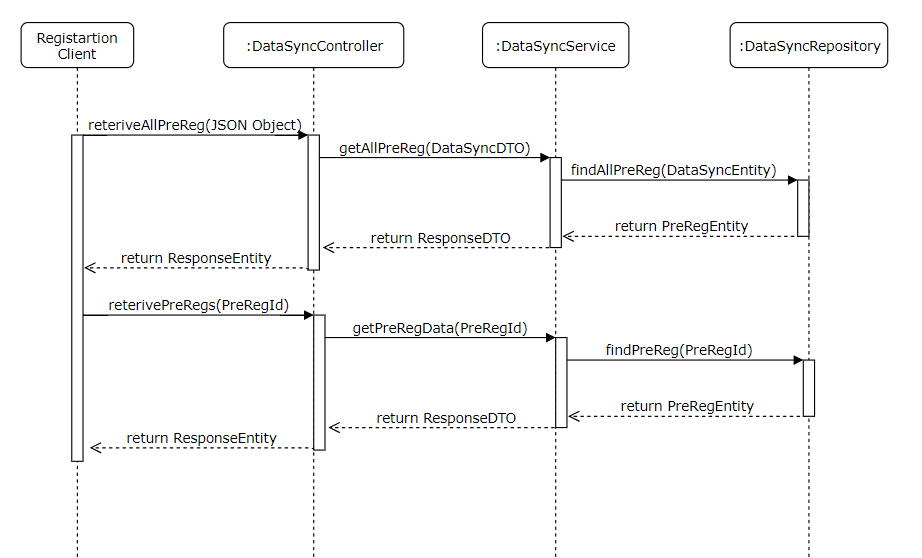 Registartion
Client
:DataSyncController
:DataSyncService
:DataSyncRepository
reteriveAllPreReg(JSON Object)
getAllPreReg(DataSyncDTO)
findAllPreReg(DataSyncEntity)
return PreRegEntity
return ResponseDTO
return ResponseEntity
reterivePreRegs(PreRegId)
getPreRegData(PreRegId)
findPreReg(PreRegId)
return PreRegEntity
return ResponseDTO
return ResponseEntity